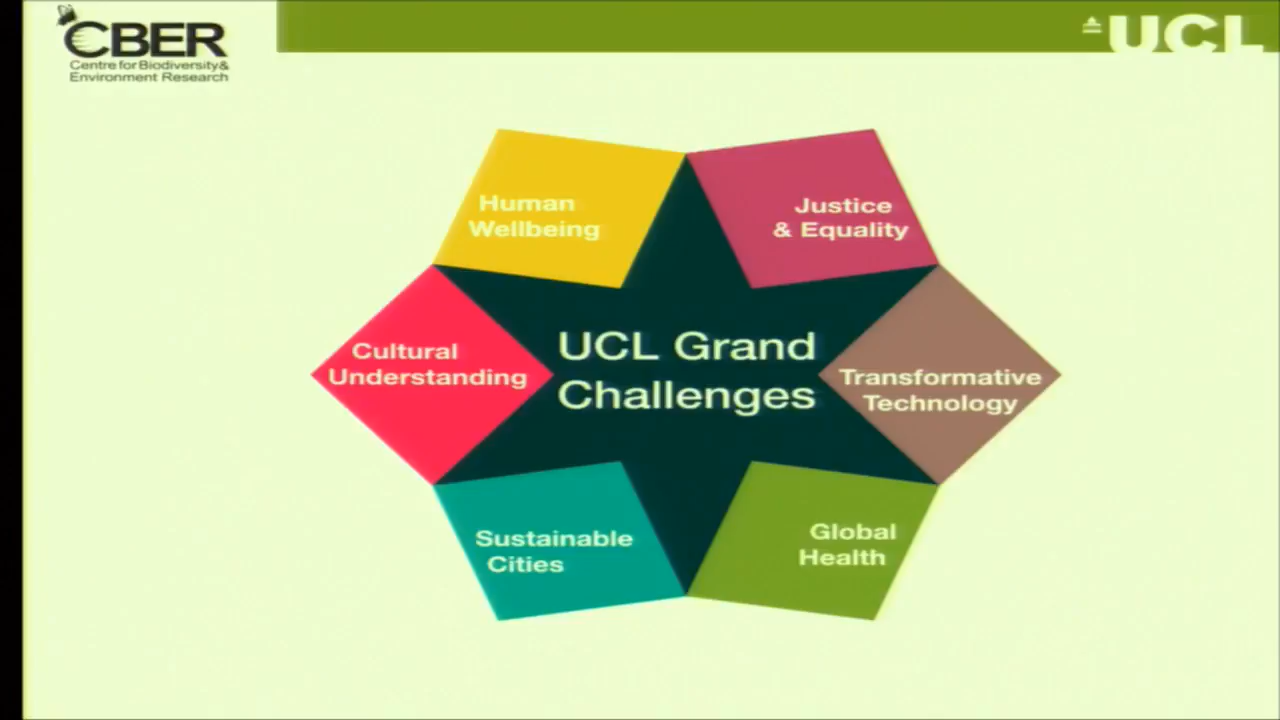 CBER
Centre for Biodiversity&
Environment Research
UCL
Human
Wellbeing
Justice
& Equality
Cultural
Understanding
UCL Grand
Challenges
Transformative
Technology
Sustainable
Cities
Global
Health